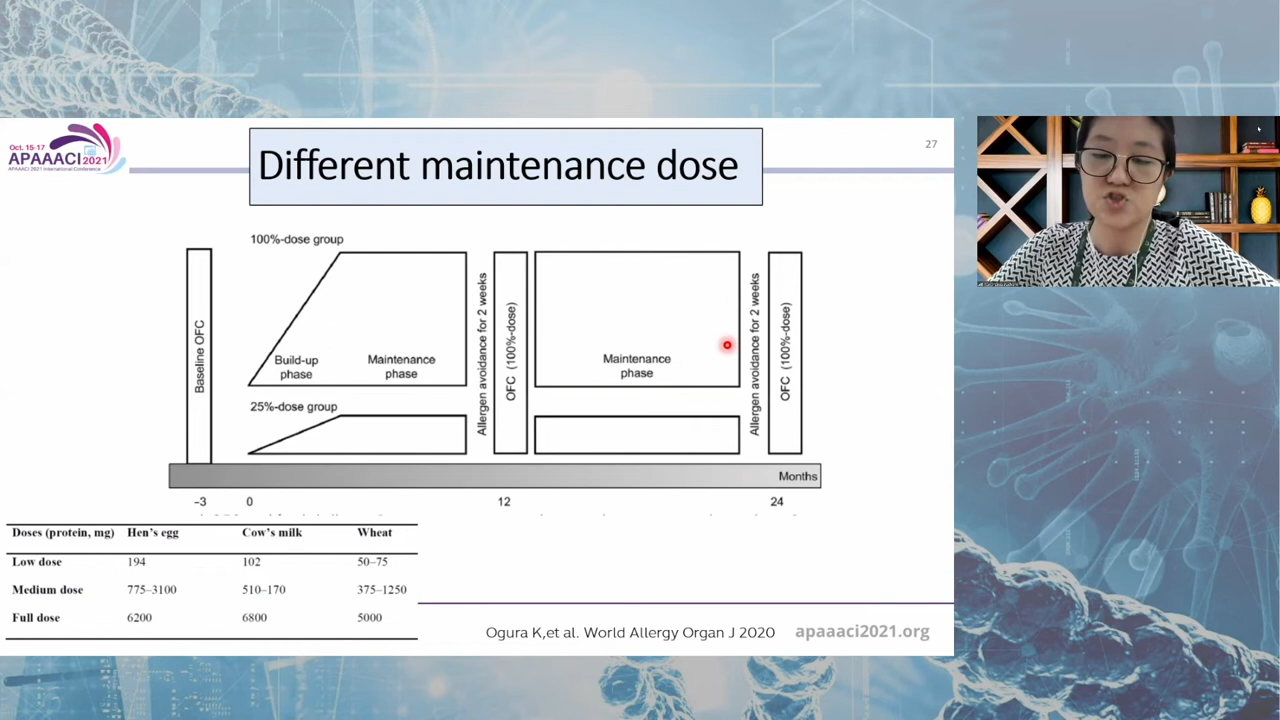 Oct. 15-17
APAAACI 2021
APAAACI 2021 International Conference
Different maintenance dose
27
100%-dose group
Baseline OFC
Build-up
phase
Maintenance
phase
25%-dose group
Allergen avoidance for 2 weeks
OFC (100%-dose)
Maintenance
phase
Allergen avoidance for 2 weeks
OFC (100%-dose)
Months
–3 0 12 24
Doses (protein, mg) Hen's egg Cow's milk Wheat
Low dose 194 102 50–75
Medium dose 775–3100 510–170 375–1250
Full dose 6200 6800 5000
Ogura K,et al. World Allergy Organ J 2020
apaaaci2021.org